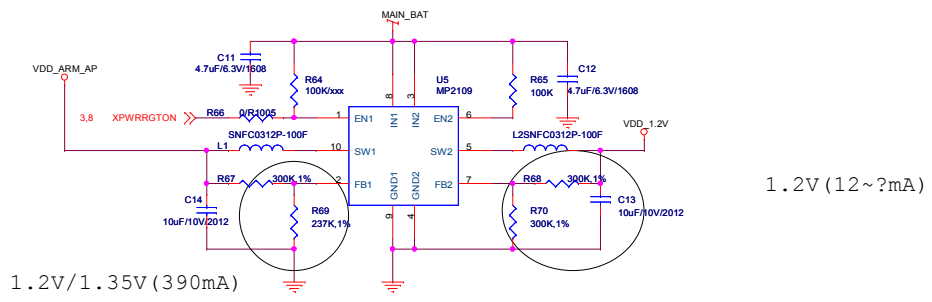 MAIN_BAT
VDD_ARM_AP
C11
4.7uF/6.3V/1608
R64
100K/xxx
U5
MP2109
R65
100K
C12
4.7uF/6.3V/1608
8
3
IN1
IN2
3,8 XPWRRGTON R66 0/R1005 1 EN1
EN2 6
SNFC0312P-100F
L1
10 SW1
SW2 5
L2SNFC0312P-100F
VDD_1.2V
R67 300K,1% 2 FB1
FB2 7 R68 300K,1%
1.2V(12~?mA)
C14
10uF/10V/2012
R69
237K,1%
GND1
GND2
9
4
R70
300K,1%
C13
10uF/10V/2012
1.2V/1.35V(390mA)